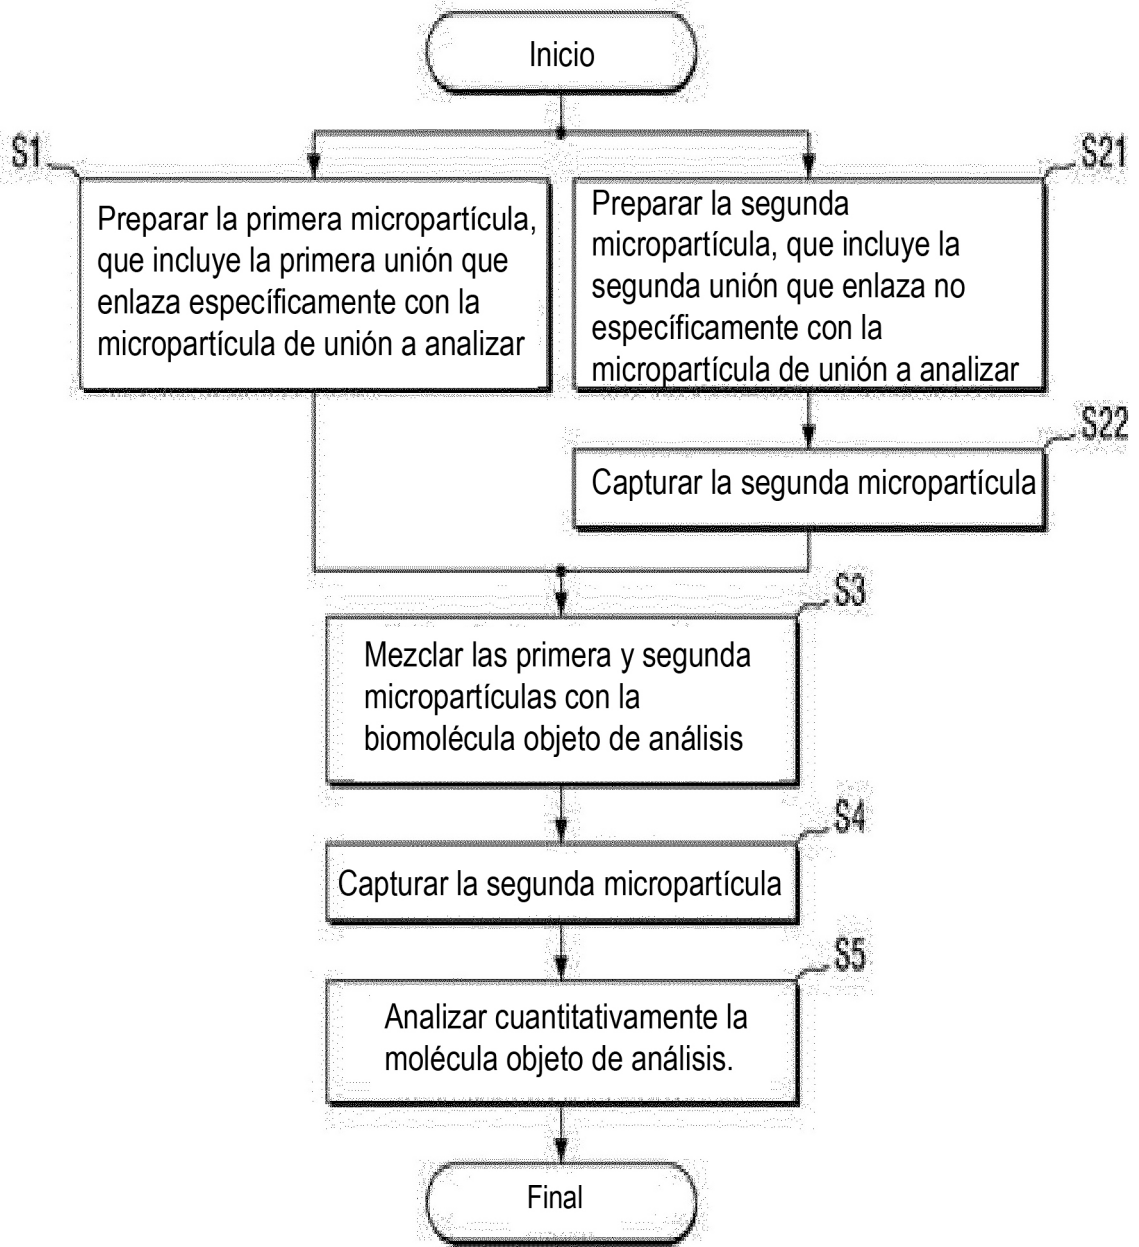 Inicio
S1
Preparar la primera micropartícula,
que incluye la primera unión que
enlaza específicamente con la
micropartícula de unión a analizar
S21
Preparar la segunda
micropartícula, que incluye la
segunda unión que enlaza no
específicamente con la
micropartícula de unión a analizar
S22
Capturar la segunda micropartícula
S3
Mezclar las primera y segunda
micropartículas con la
biomolécula objeto de análisis
S4
Capturar la segunda micropartícula
S5
Analizar cuantitativamente la
molécula objeto de análisis.
Final